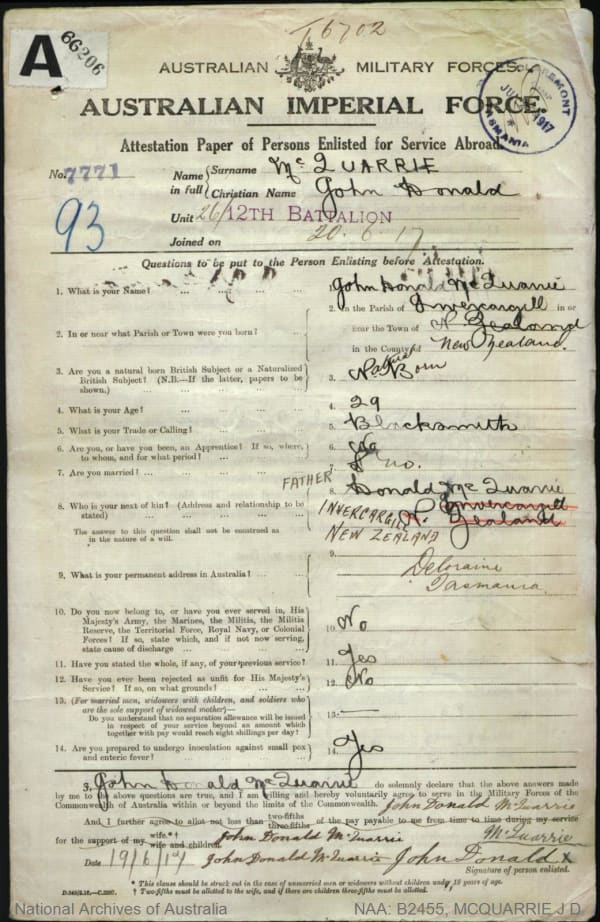 T6702
A 66206
AUSTRALIAN MILITARY FORCES.
AUSTRALIAN IMPERIAL FORCE.
CLAREMONT TASMANIA 1917
Attestation Paper of Persons Enlisted for Service Abroad.
No. 7771
Name in full { Surname Mc QUARRIE
Christian Name John Donald
93
Unit 26/12TH BATTALION
Joined on 20.6.17
Questions to be put to the Person Enlisting before Attestation.
1. What is your Name? ... ... ... ... 1. John Donald McQuarrie
2. In or near what Parish or Town were you born? ... 2. In the Parish of Invercargill in or
near the Town of N. Zealand
in the County of New Zealand.
3. Are you a natural born British Subject or a Naturalized
British Subject? (N.B.—If the latter, papers to be
shown.) ... ... ... 3. Natural Born
4. What is your Age? ... ... ... 4. 29
5. What is your Trade or Calling? ... ... 5. Blacksmith
6. Are you, or have you been, an Apprentice? If so, where,
to whom, and for what period? ... ... 6. No
7. Are you married? ... ... ... 7. No.
8. Who is your next of kin? (Address and relationship to be
stated) ... ... 8. FATHER Donald McQuarrie
Invercargill
N. Zealand
INVERCARGILL
NEW ZEALAND
The answer to this question shall not be construed as
in the nature of a will.
9. What is your permanent address in Australia? ... 9. Deloraine
Tasmania.
10. Do you now belong to, or have you ever served in, His
Majesty's Army, the Marines, the Militia, the Militia
Reserve, the Territorial Force, Royal Navy, or Colonial
Forces? If so, state which, and if not now serving,
state cause of discharge ... ... 10. No
11. Have you stated the whole, if any, of your previous service? 11. Yes
12. Have you ever been rejected as unfit for His Majesty's
Service? If so, on what grounds? ... ... 12. No
13. (For married men, widowers with children, and soldiers who
are the sole support of widowed mother)—
Do you understand that no separation allowance will be issued
in respect of your service beyond an amount which
together with pay would reach eight shillings per day? 13. —
14. Are you prepared to undergo inoculation against small pox
and enteric fever? ... ... 14. Yes
I, John Donald McQuarrie do solemnly declare that the above answers made
by me to the above questions are true, and I am willing and hereby voluntarily agree to serve in the Military Forces of the
Commonwealth of Australia within or beyond the limits of the Commonwealth. John Donald McQuarrie
And I further agree to allot not less than two-fifths three-fifths of the pay payable to me from time to time during my service
for the support of my wife.*† wife and children. John Donald McQuarrie McQuarrie
Date 19/6/17 John Donald McQuarrie John Donald X
Signature of person enlisted.
* This clause should be struck out in the case of unmarried men or widowers without children under 18 years of age.
† Two-fifths must be allotted to the wife, and if there are children three-fifths must be allotted.
National Archives of Australia NAA: B2455, MCQUARRIE J D